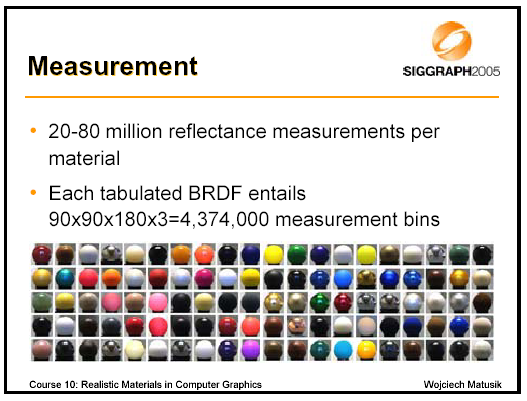 SIGGRAPH2005
Measurement
20-80 million reflectance measurements per
material
Each tabulated BRDF entails
90x90x180x3=4,374,000 measurement bins
Course 10: Realistic Materials in Computer Graphics
Wojciech Matusik